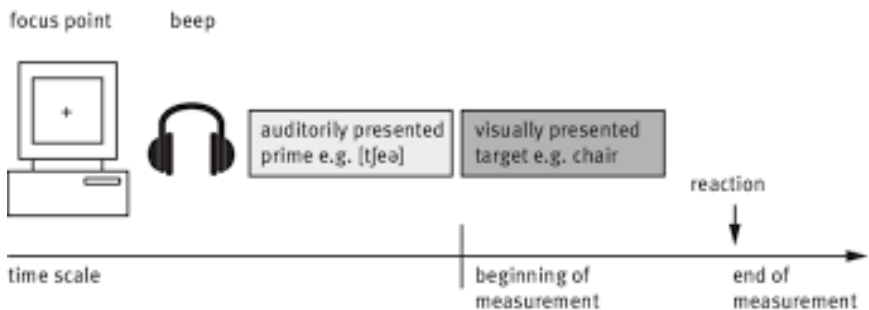 focus point
beep
+
auditorily presented
prime e.g. [tʃeə]
visually presented
target e.g. chair
reaction
time scale
beginning of
measurement
end of
measurement